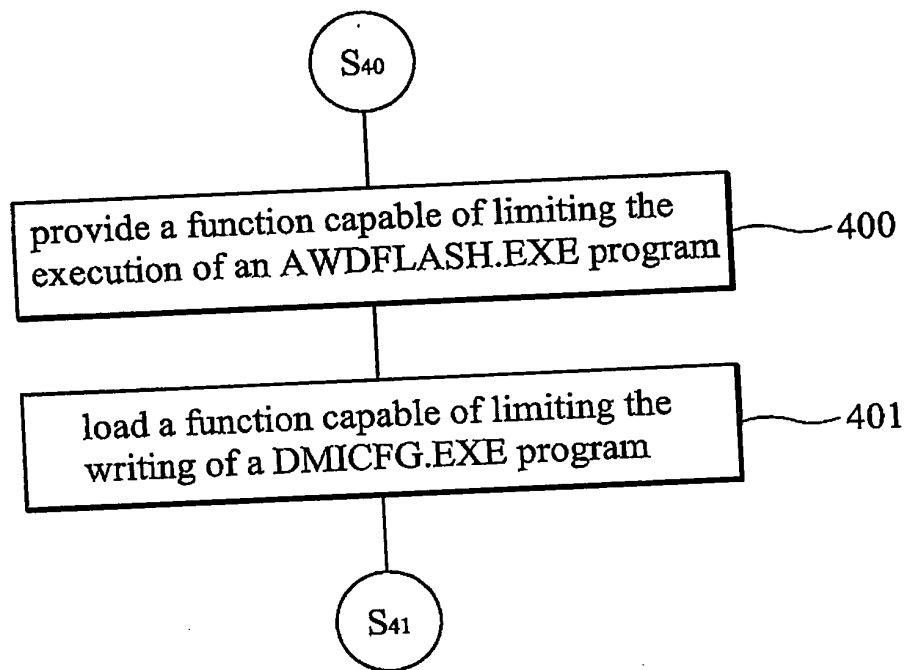 S40
provide a function capable of limiting the
execution of an AWDFLASH.EXE program
400
load a function capable of limiting the
writing of a DMICFG.EXE program
401
S41